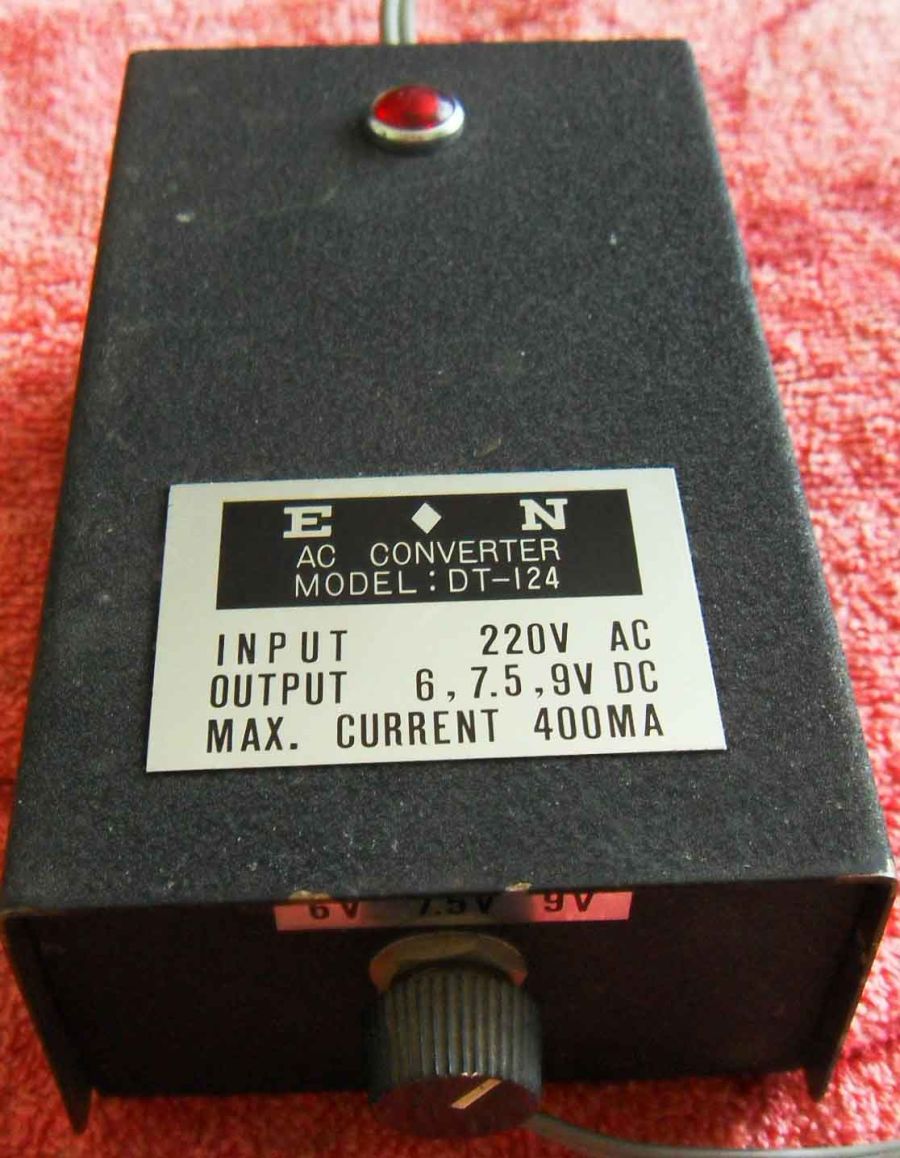 E ◆ N
AC CONVERTER
MODEL: DT-124
INPUT 220V AC
OUTPUT 6, 7.5, 9V DC
MAX. CURRENT 400MA
6V 7.5V 9V